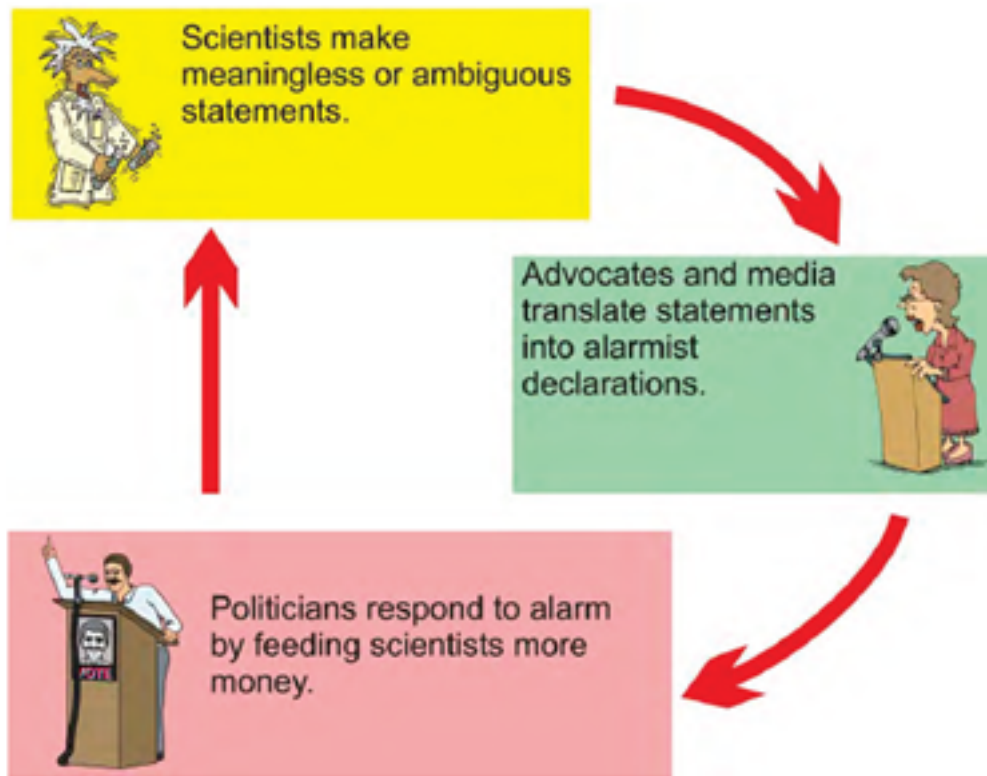 Scientists make
meaningless or ambiguous
statements.
Advocates and media
translate statements
into alarmist
declarations.
Politicians respond to alarm
by feeding scientists more
money.
VOTE